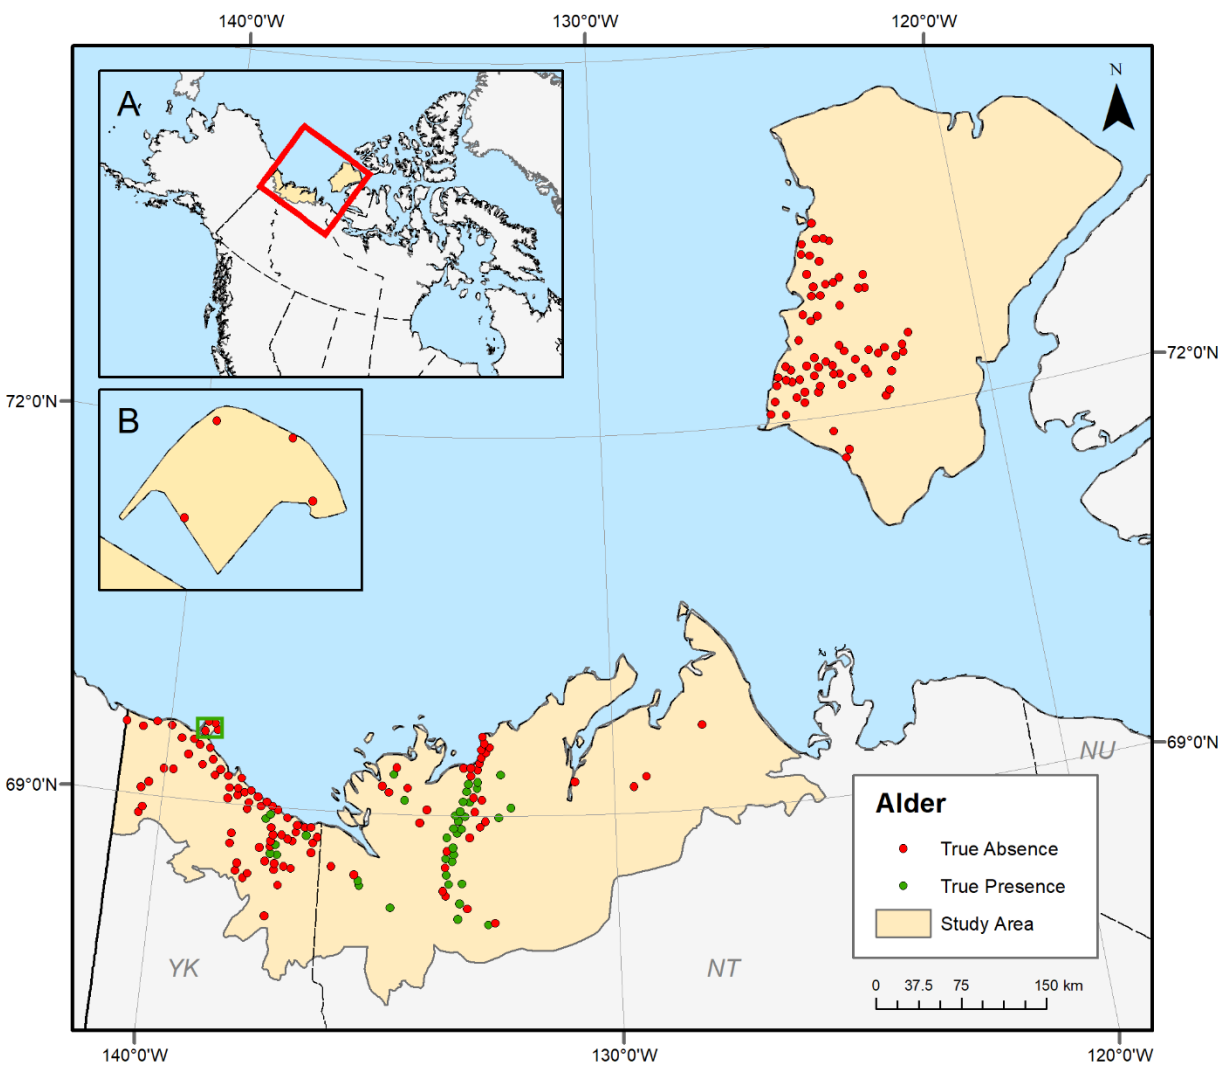 140°0'W 130°0'W 120°0'W
N
A
72°0'N
72°0'N
B
69°0'N
NU
69°0'N
Alder
True Absence
True Presence
Study Area
YK
NT
0 37.5 75 150 km
140°0'W 130°0'W 120°0'W